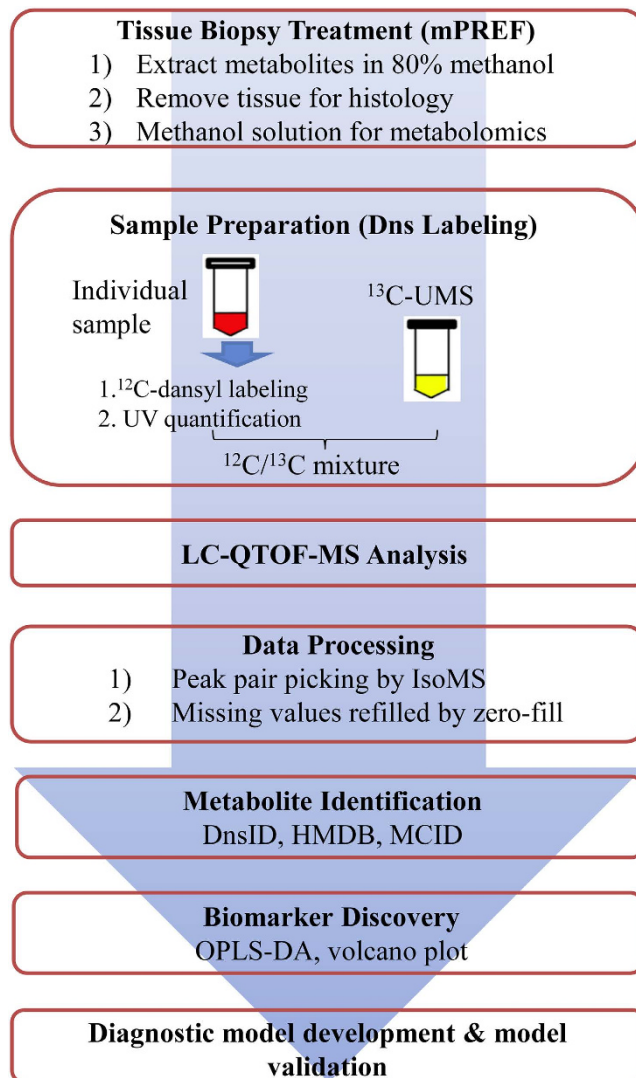 Tissue Biopsy Treatment (mPREF)
1) Extract metabolites in 80% methanol
2) Remove tissue for histology
3) Methanol solution for metabolomics
Sample Preparation (Dns Labeling)
Individual
sample
¹³C-UMS
1.¹²C-dansyl labeling
2. UV quantification
¹²C/¹³C mixture
LC-QTOF-MS Analysis
Data Processing
1) Peak pair picking by IsoMS
2) Missing values refilled by zero-fill
Metabolite Identification
DnsID, HMDB, MCID
Biomarker Discovery
OPLS-DA, volcano plot
Diagnostic model development & model
validation